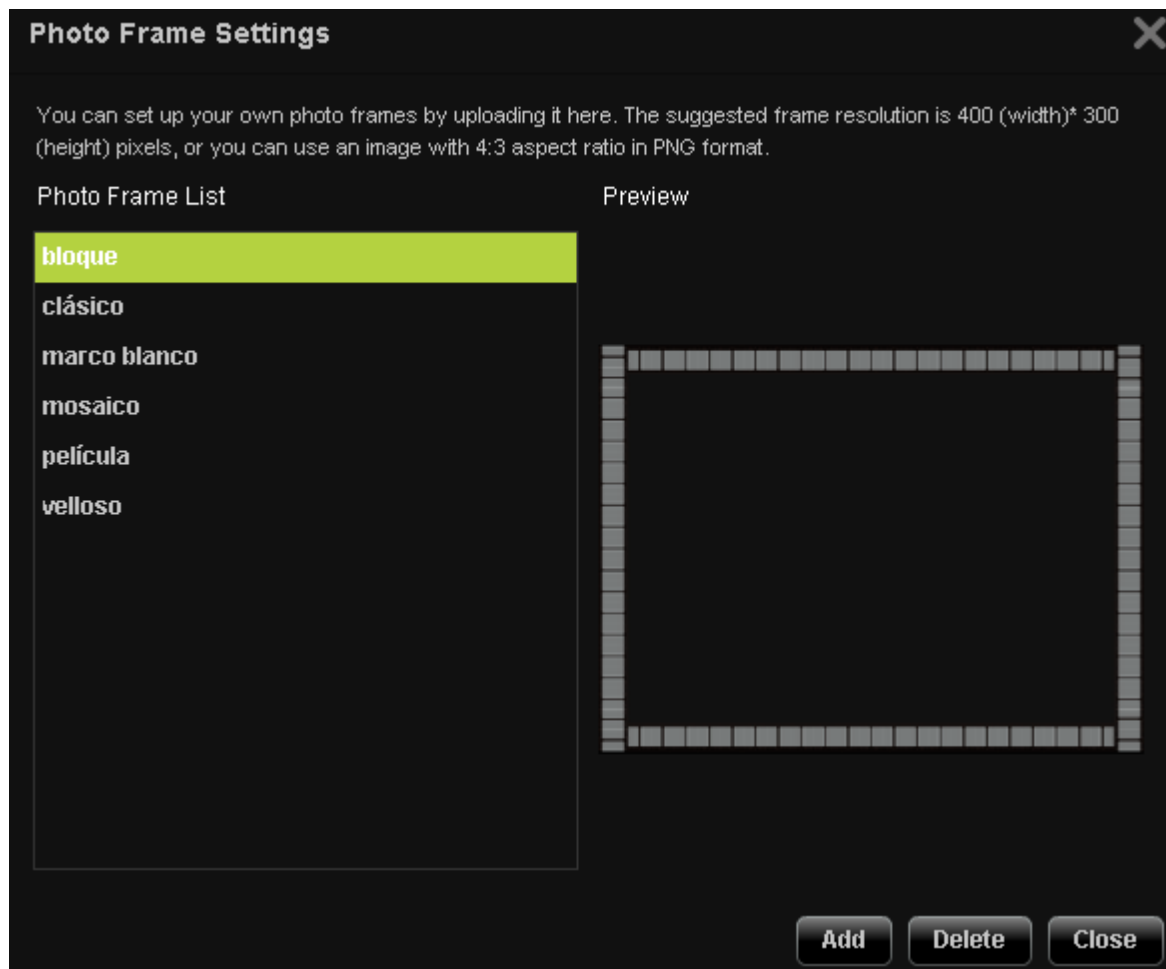 Photo Frame Settings
You can set up your own photo frames by uploading it here. The suggested frame resolution is 400 (width)* 300
(height) pixels, or you can use an image with 4:3 aspect ratio in PNG format.
Photo Frame List
Preview
bloque
clásico
marco blanco
mosaico
película
velloso
Add
Delete
Close